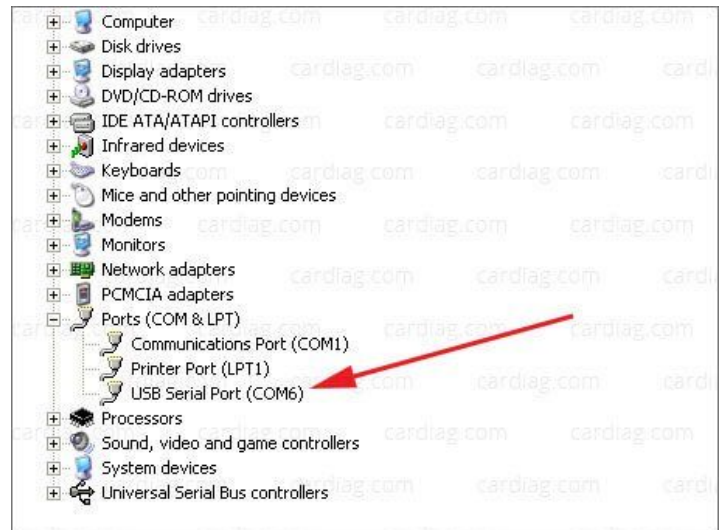 Computer
Disk drives
Display adapters
DVD/CD-ROM drives
IDE ATA/ATAPI controllers
Infrared devices
Keyboards
Mice and other pointing devices
Modems
Monitors
Network adapters
PCMCIA adapters
Ports (COM & LPT)
Communications Port (COM1)
Printer Port (LPT1)
USB Serial Port (COM6)
Processors
Sound, video and game controllers
System devices
Universal Serial Bus controllers
cardiag.com